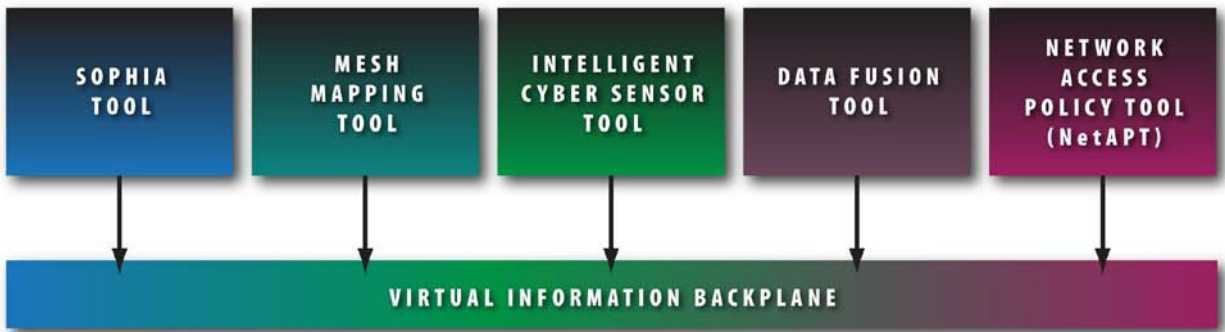 SOPHIA
TOOL
MESH
MAPPING
TOOL
INTELLIGENT
CYBER SENSOR
TOOL
DATA FUSION
TOOL
NETWORK
ACCESS
POLICY TOOL
(NetAPT)
VIRTUAL INFORMATION BACKPLANE